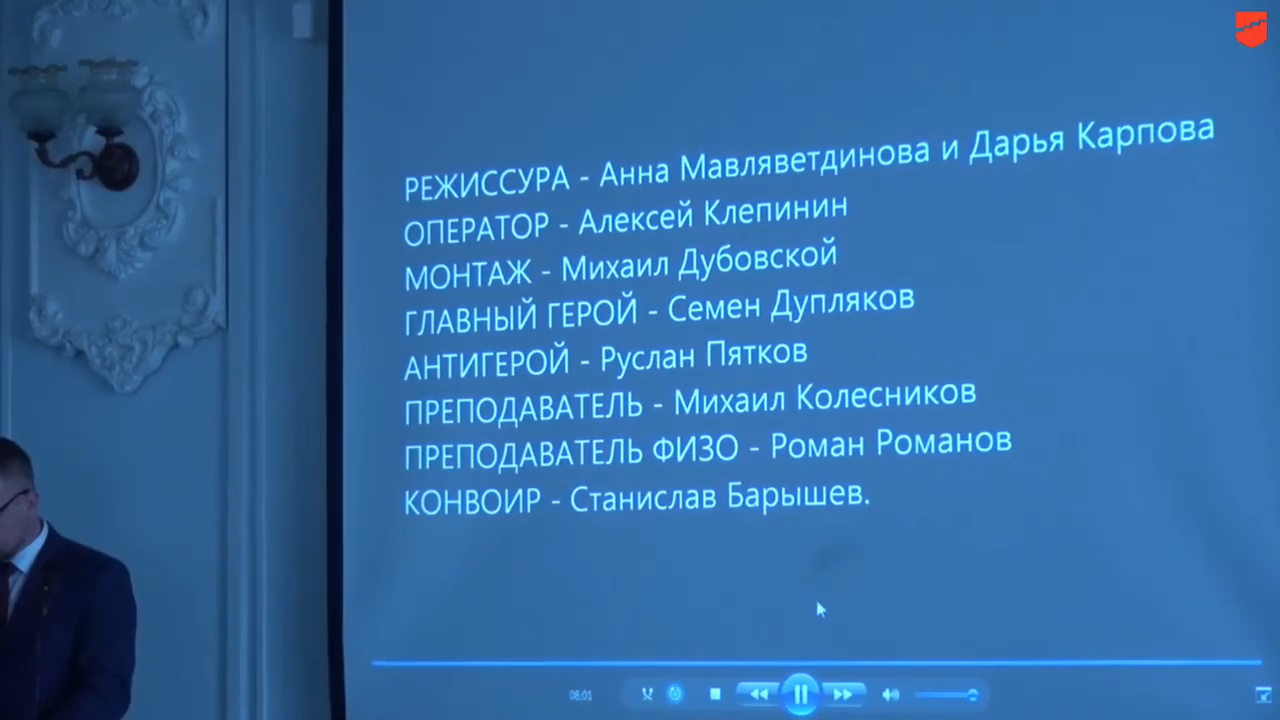 РЕЖИССУРА - Анна Мавляветдинова и Дарья Карпова
ОПЕРАТОР - Алексей Клепинин
МОНТАЖ - Михаил Дубовской
ГЛАВНЫЙ ГЕРОЙ - Семен Дупляков
АНТИГЕРОЙ - Руслан Пятков
ПРЕПОДАВАТЕЛЬ - Михаил Колесников
ПРЕПОДАВАТЕЛЬ ФИЗО - Роман Романов
КОНВОИР - Станислав Барышев.
08:01